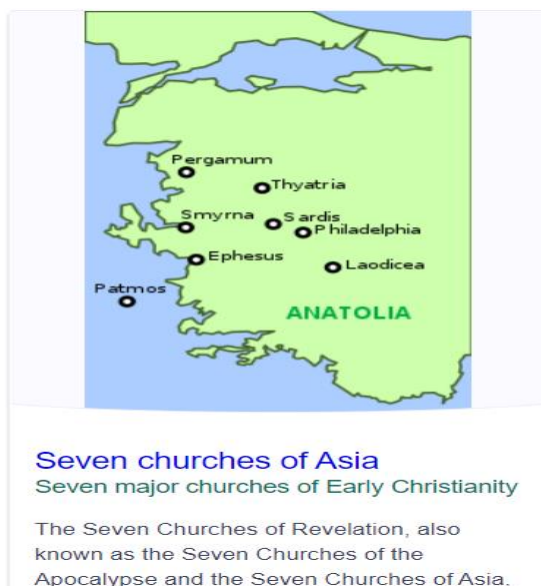 Pergamum
Thyatria
Smyrna
Sardis
Philadelphia
Ephesus
Laodicea
Patmos
ANATOLIA
Seven churches of Asia
Seven major churches of Early Christianity
The Seven Churches of Revelation, also
known as the Seven Churches of the
Apocalypse and the Seven Churches of Asia,